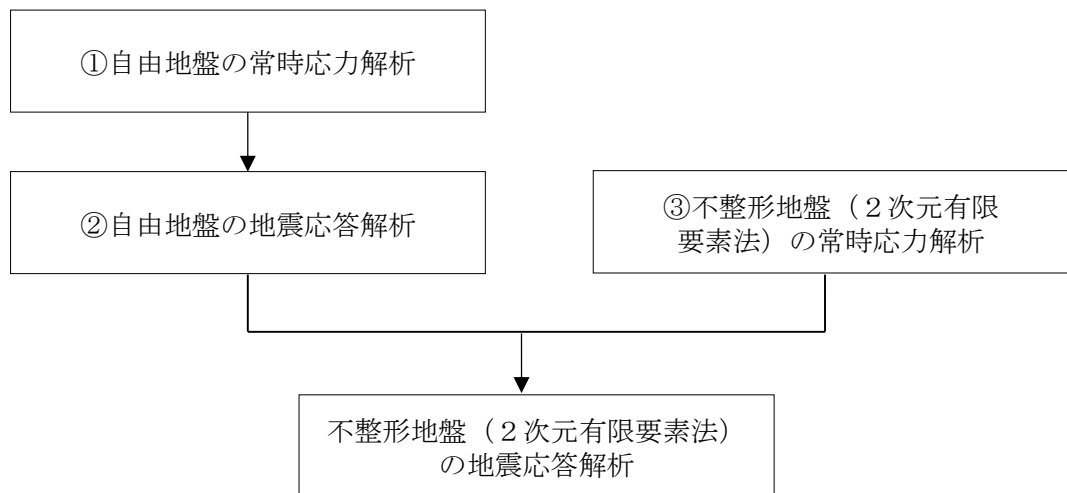 ①自由地盤の常時応力解析
②自由地盤の地震応答解析
③不整形地盤（２次元有限
要素法）の常時応力解析
不整形地盤（２次元有限要素法）
の地震応答解析